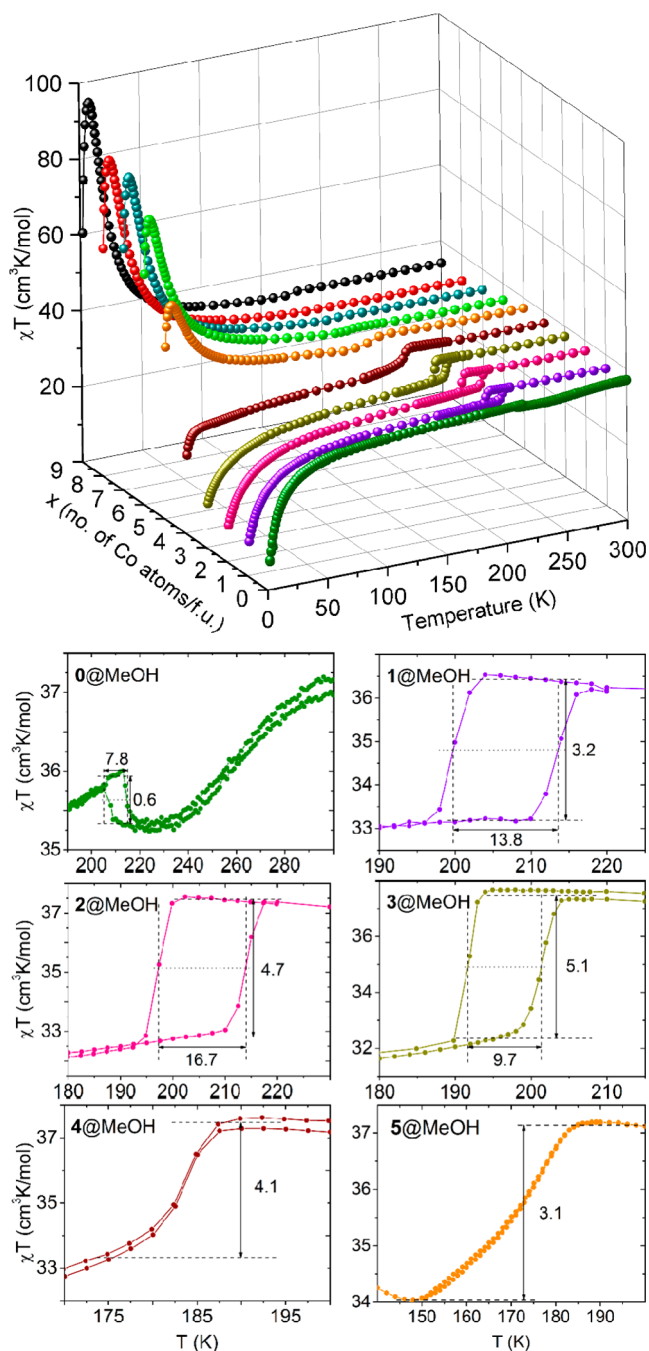 100
80
60
40
20
χT (cm³K/mol)
9
8
7
6
5
4
3
2
1
0
x (no. of Co atoms/f.u.)
0 50 100 150 200 250 300
Temperature (K)
0@MeOH
37
36
35
χT (cm³K/mol)
7.8
0.6
200 220 240 260 280 300
1@MeOH
36
35
34
33
3.2
13.8
190 200 210 220
2@MeOH
37
35
33
χT (cm³K/mol)
4.7
16.7
180 190 200 210 220
3@MeOH
36
34
32
5.1
9.7
180 190 200 210
4@MeOH
37
35
33
χT (cm³K/mol)
4.1
175 185 195
T (K)
5@MeOH
37
36
35
34
3.1
150 160 170 180 190
T (K)